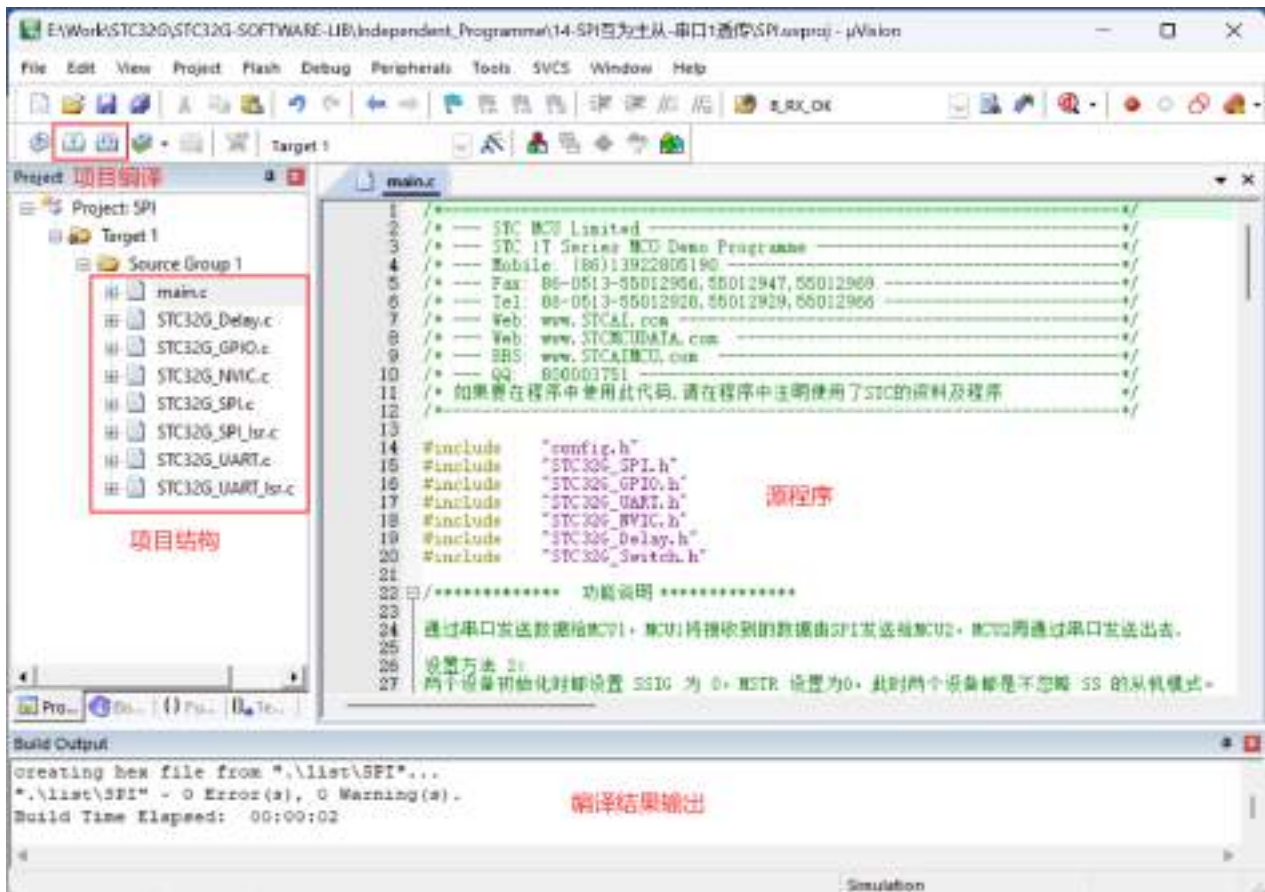 E:\Work\STC32G\STC32G-SOFTWARE-LIB\Independent_Programme\14-SPI互为主从-串口1透传\SPI.uvproj - µVision
File Edit View Project Flash Debug Peripherals Tools SVCS Window Help
B_RX_OK
Target 1
Project 项目编译
main.c
Project: SPI
Target 1
Source Group 1
main.c
STC32G_Delay.c
STC32G_GPIO.c
STC32G_NVIC.c
STC32G_SPI.c
STC32G_SPI_Isr.c
STC32G_UART.c
STC32G_UART_Isr.c
项目结构
1 /*---------------------------------------------------------------------*/
2 /* --- STC MCU Limited ------------------------------------------------*/
3 /* --- STC 1T Series MCU Demo Programme -------------------------------*/
4 /* --- Mobile: (86)13922805190 ----------------------------------------*/
5 /* --- Fax: 86-0513-55012956,55012947,55012969 ------------------------*/
6 /* --- Tel: 86-0513-55012928,55012929,55012966 ------------------------*/
7 /* --- Web: www.STCAI.com ---------------------------------------------*/
8 /* --- Web: www.STCMCUDATA.com ---------------------------------------*/
9 /* --- BBS: www.STCAIMCU.com -----------------------------------------*/
10 /* --- QQ: 800003751 -------------------------------------------------*/
11 /* 如果要在程序中使用此代码,请在程序中注明使用了STC的资料及程序 */
12 /*---------------------------------------------------------------------*/
13
14 #include "config.h"
15 #include "STC32G_SPI.h"
16 #include "STC32G_GPIO.h"
17 #include "STC32G_UART.h"
18 #include "STC32G_NVIC.h"
19 #include "STC32G_Delay.h"
20 #include "STC32G_Switch.h"
源程序
21
22 /************* 功能说明 **************
23
24 通过串口发送数据给MCU1，MCU1将接收到的数据由SPI发送给MCU2，MCU2再通过串口发送出去.
25
26 设置方法 2:
27 两个设备初始化时都设置 SSIG 为 0，MSTR 设置为0，此时两个设备都是不忽略 SS 的从机模式。
Pro... Bo... {} Fu... Te...
Build Output
creating hex file from ".\list\SPI"...
".\list\SPI" - 0 Error(s), 0 Warning(s).
Build Time Elapsed: 00:00:02
编译结果输出
Simulation